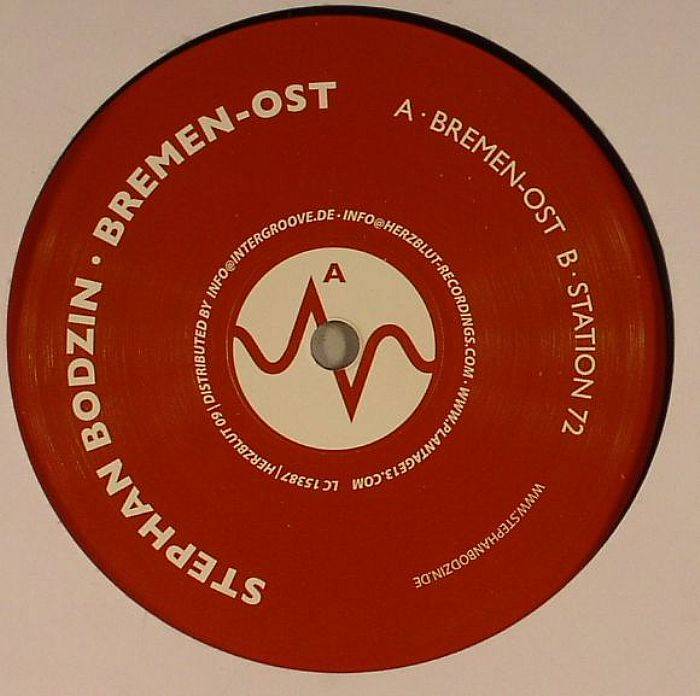 STEPHAN BODZIN · BREMEN-OST
A · BREMEN-OST B · STATION 72
WWW.STEPHANBODZIN.DE
LC 15387 | HERZBLUT 09 | DISTRIBUTED BY INFO@INTERGROOVE.DE · INFO@HERZBLUT-RECORDINGS.COM · WWW.PLANTAGE13.COM
A